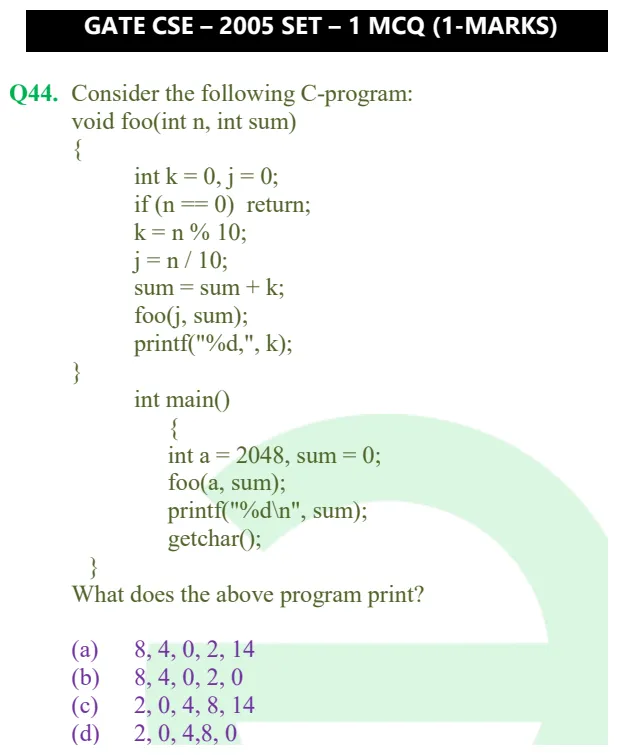 GATE CSE – 2005 SET – 1 MCQ (1-MARKS)
Q44. Consider the following C-program:
void foo(int n, int sum)
{
int k = 0, j = 0;
if (n == 0) return;
k = n % 10;
j = n / 10;
sum = sum + k;
foo(j, sum);
printf("%d,", k);
}
int main()
{
int a = 2048, sum = 0;
foo(a, sum);
printf("%d\n", sum);
getchar();
}
What does the above program print?
(a) 8, 4, 0, 2, 14
(b) 8, 4, 0, 2, 0
(c) 2, 0, 4, 8, 14
(d) 2, 0, 4,8, 0